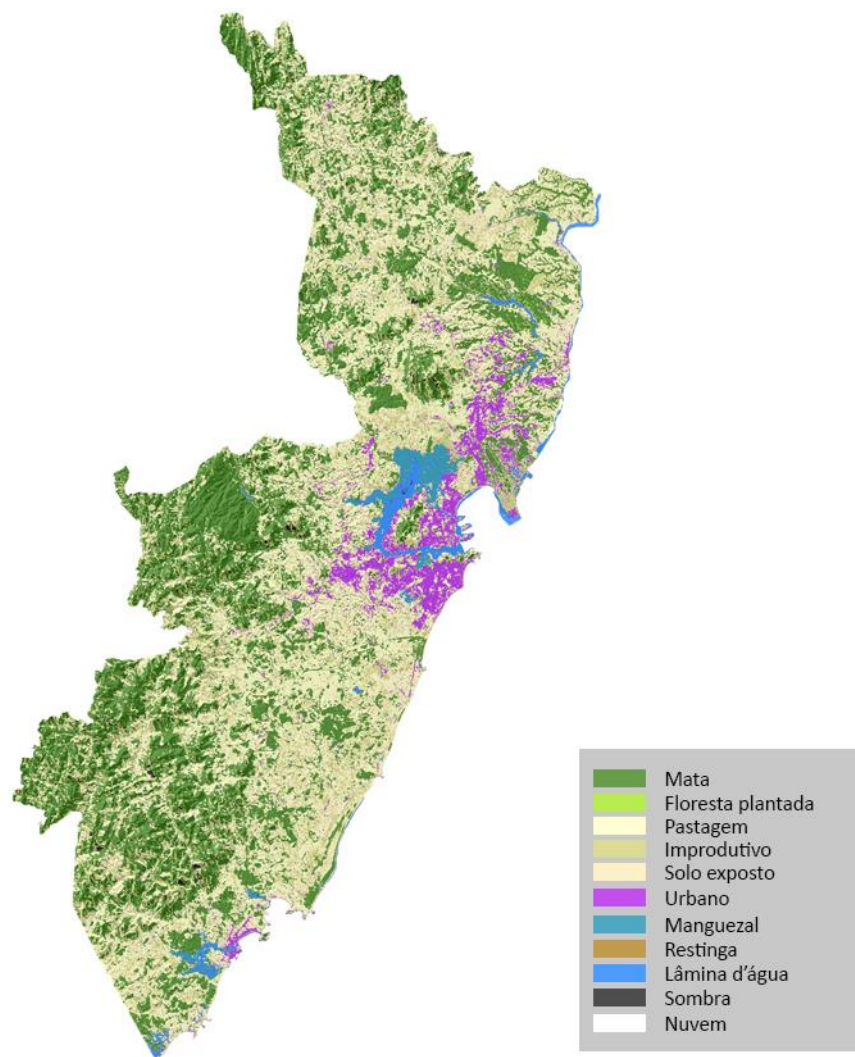 Mata
Floresta plantada
Pastagem
Improdutivo
Solo exposto
Urbano
Manguezal
Restinga
Lâmina d'água
Sombra
Nuvem